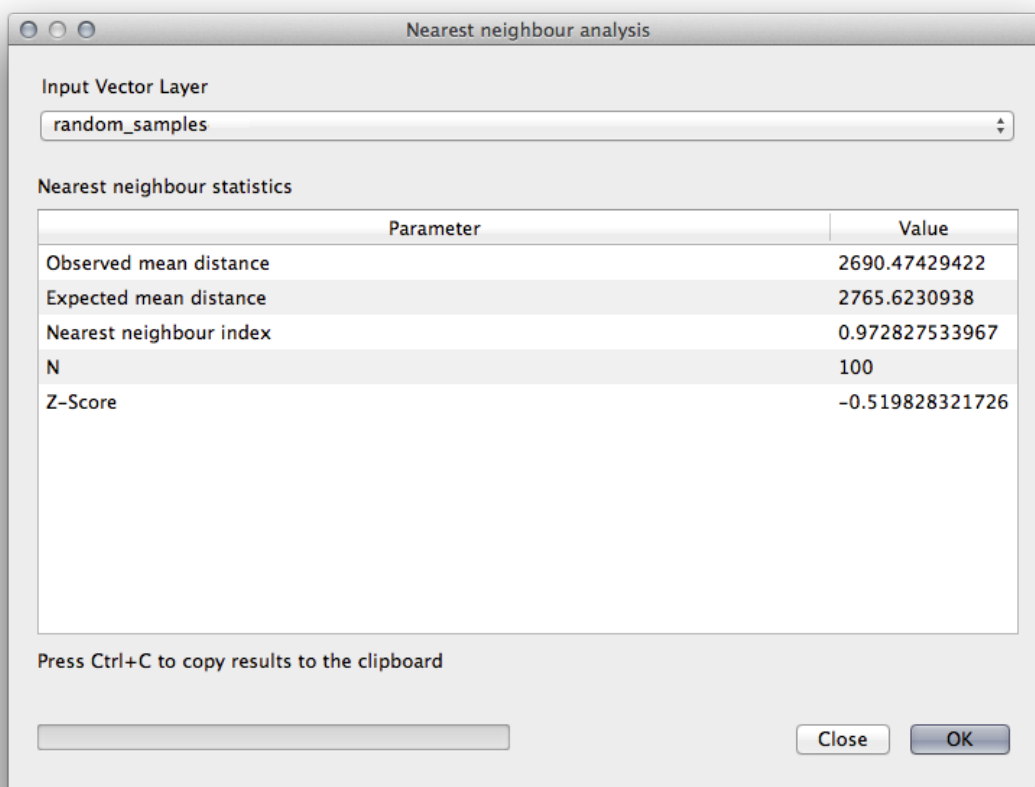 Nearest neighbour analysis
Input Vector Layer
random_samples
Nearest neighbour statistics
Parameter Value
Observed mean distance 2690.47429422
Expected mean distance 2765.6230938
Nearest neighbour index 0.972827533967
N 100
Z-Score -0.519828321726
Press Ctrl+C to copy results to the clipboard
Close OK